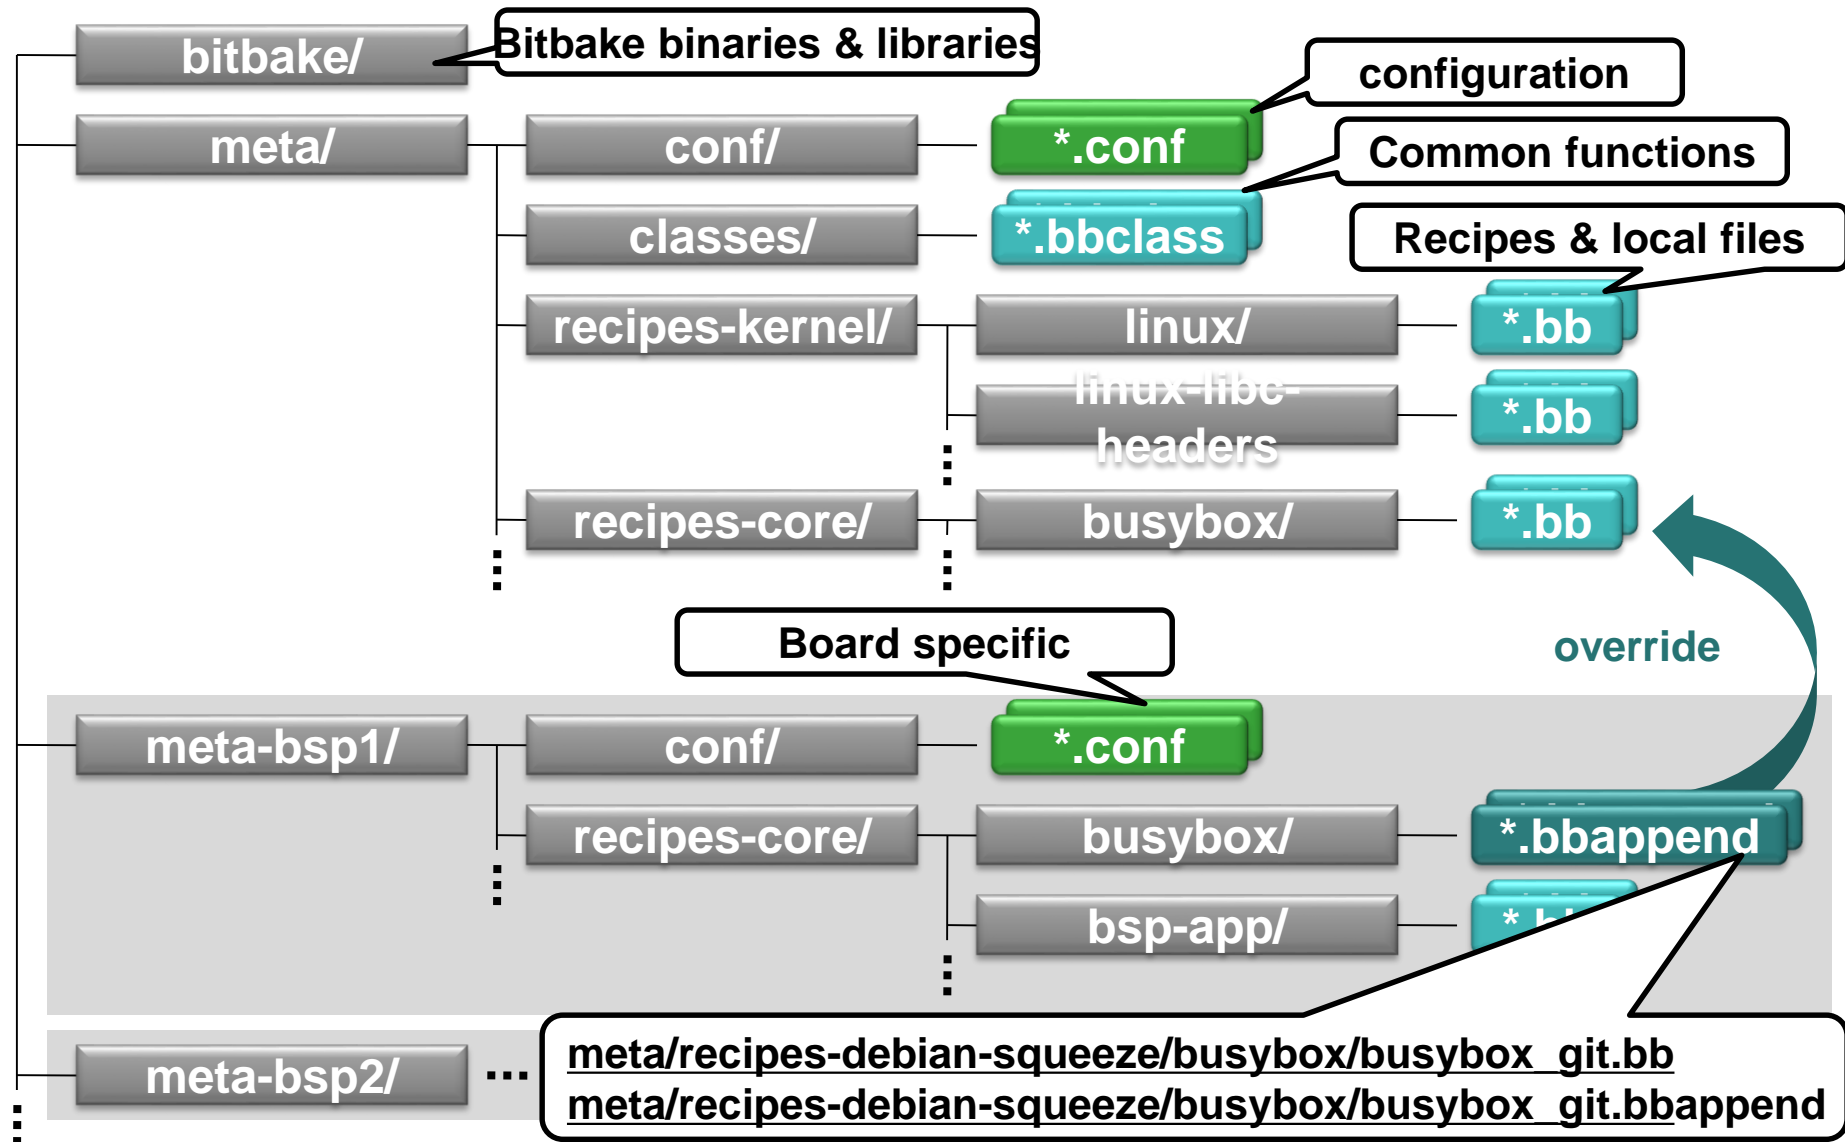 bitbake/
Bitbake binaries & libraries
configuration
meta/
conf/
*.conf
Common functions
classes/
*.bbclass
Recipes & local files
recipes-kernel/
linux/
*.bb
linux-libc-
headers
*.bb
recipes-core/
busybox/
*.bb
Board specific
override
meta-bsp1/
conf/
*.conf
recipes-core/
busybox/
*.bbappend
bsp-app/
meta-bsp2/
...
meta/recipes-debian-squeeze/busybox/busybox_git.bb
meta/recipes-debian-squeeze/busybox/busybox_git.bbappend